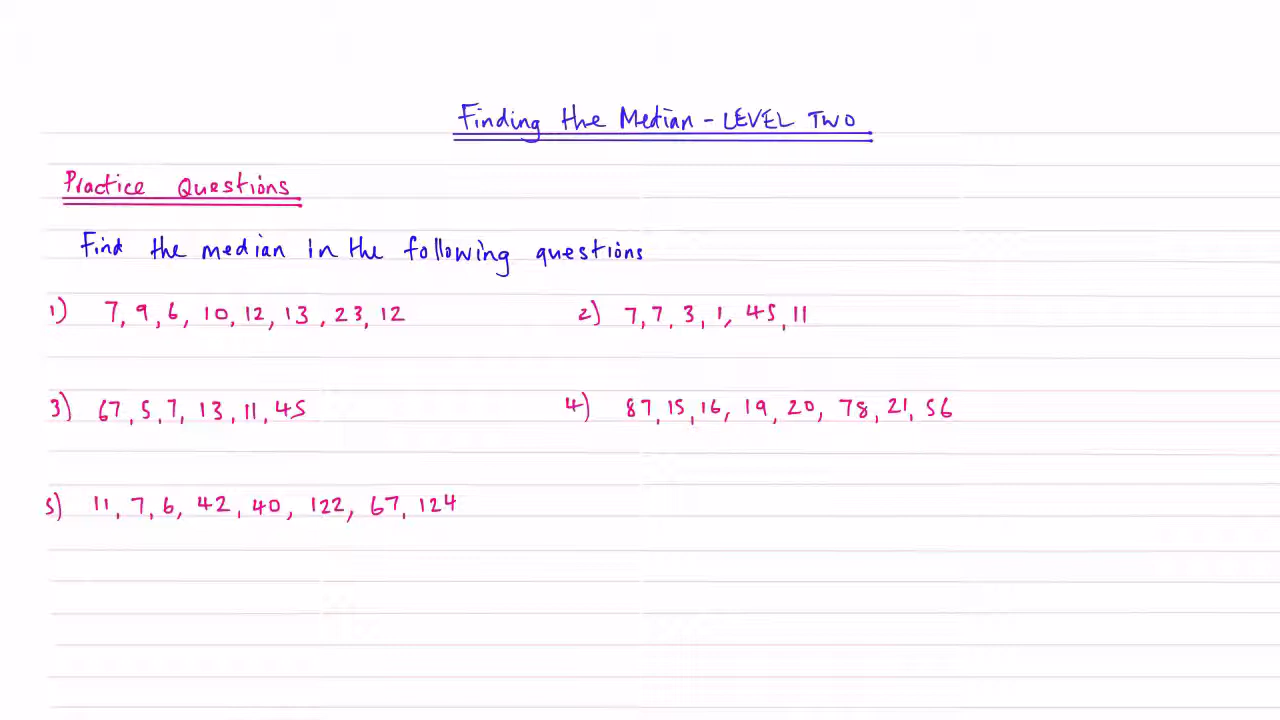 Finding the Median - LEVEL TWO
Practice Questions
Find the median in the following questions
1) 7, 9, 6, 10, 12, 13, 23, 12
2) 7, 7, 3, 1, 45, 11
3) 67, 5, 7, 13, 11, 45
4) 87, 15, 16, 19, 20, 78, 21, 56
5) 11, 7, 6, 42, 40, 122, 67, 124